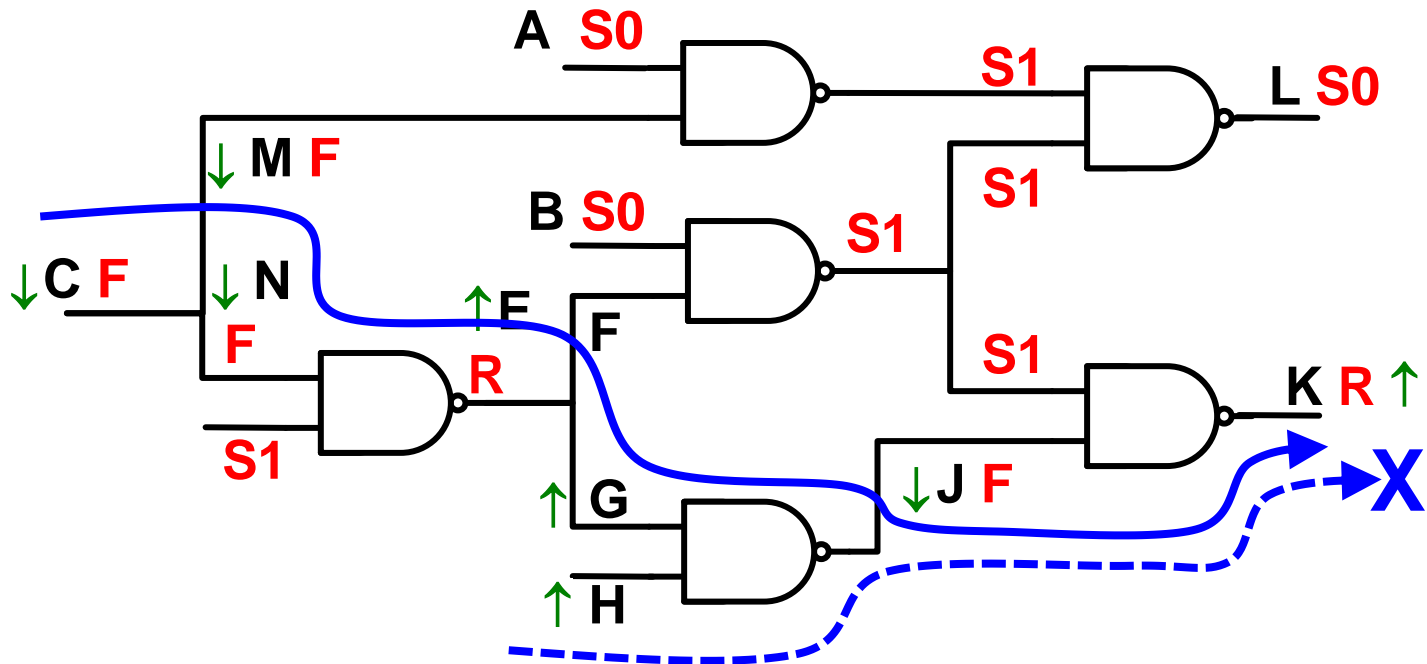 A S0
S1
L S0
↓ M F
B S0
S1
S1
↓ C F
↓ N
↑ E
F
F
R
S1
K R ↑
S1
↑ G
↓ J F
X
↑ H